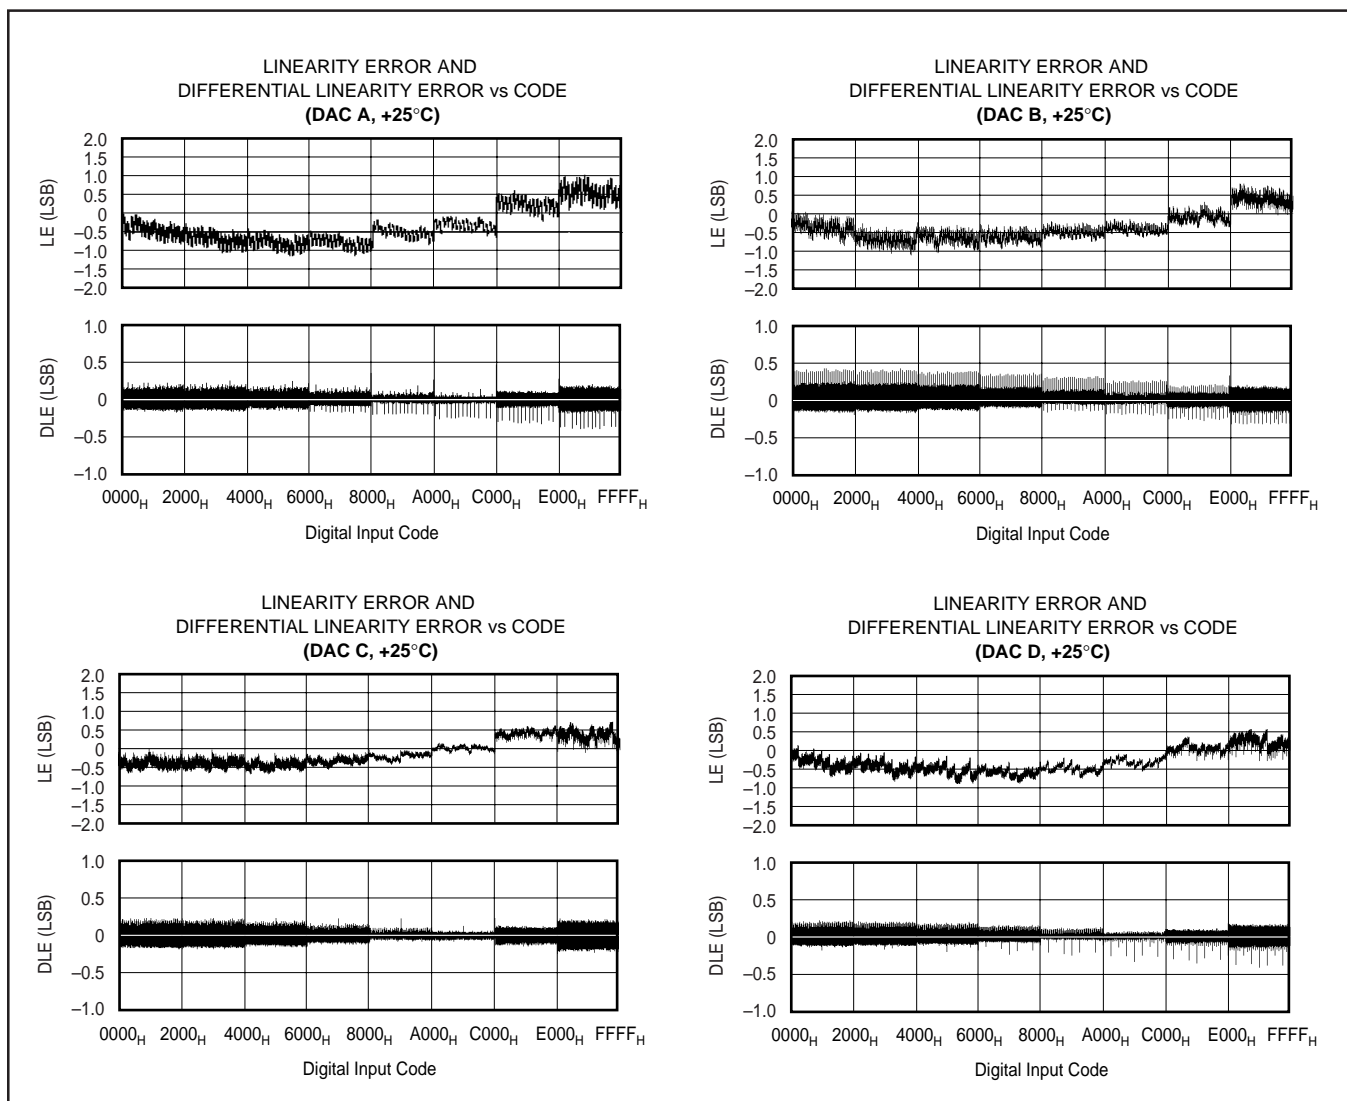 LINEARITY ERROR AND
DIFFERENTIAL LINEARITY ERROR vs CODE
(DAC A, +25°C)
2.0
1.5
1.0
0.5
0
–0.5
–1.0
–1.5
–2.0
LE (LSB)
1.0
0.5
0
–0.5
–1.0
DLE (LSB)
0000H 2000H 4000H 6000H 8000H A000H C000H E000H FFFFH
Digital Input Code
LINEARITY ERROR AND
DIFFERENTIAL LINEARITY ERROR vs CODE
(DAC B, +25°C)
2.0
1.5
1.0
0.5
0
–0.5
–1.0
–1.5
–2.0
LE (LSB)
1.0
0.5
0
–0.5
–1.0
DLE (LSB)
0000H 2000H 4000H 6000H 8000H A000H C000H E000H FFFFH
Digital Input Code
LINEARITY ERROR AND
DIFFERENTIAL LINEARITY ERROR vs CODE
(DAC C, +25°C)
2.0
1.5
1.0
0.5
0
–0.5
–1.0
–1.5
–2.0
LE (LSB)
1.0
0.5
0
–0.5
–1.0
DLE (LSB)
0000H 2000H 4000H 6000H 8000H A000H C000H E000H FFFFH
Digital Input Code
LINEARITY ERROR AND
DIFFERENTIAL LINEARITY ERROR vs CODE
(DAC D, +25°C)
2.0
1.5
1.0
0.5
0
–0.5
–1.0
–1.5
–2.0
LE (LSB)
1.0
0.5
0
–0.5
–1.0
DLE (LSB)
0000H 2000H 4000H 6000H 8000H A000H C000H E000H FFFFH
Digital Input Code